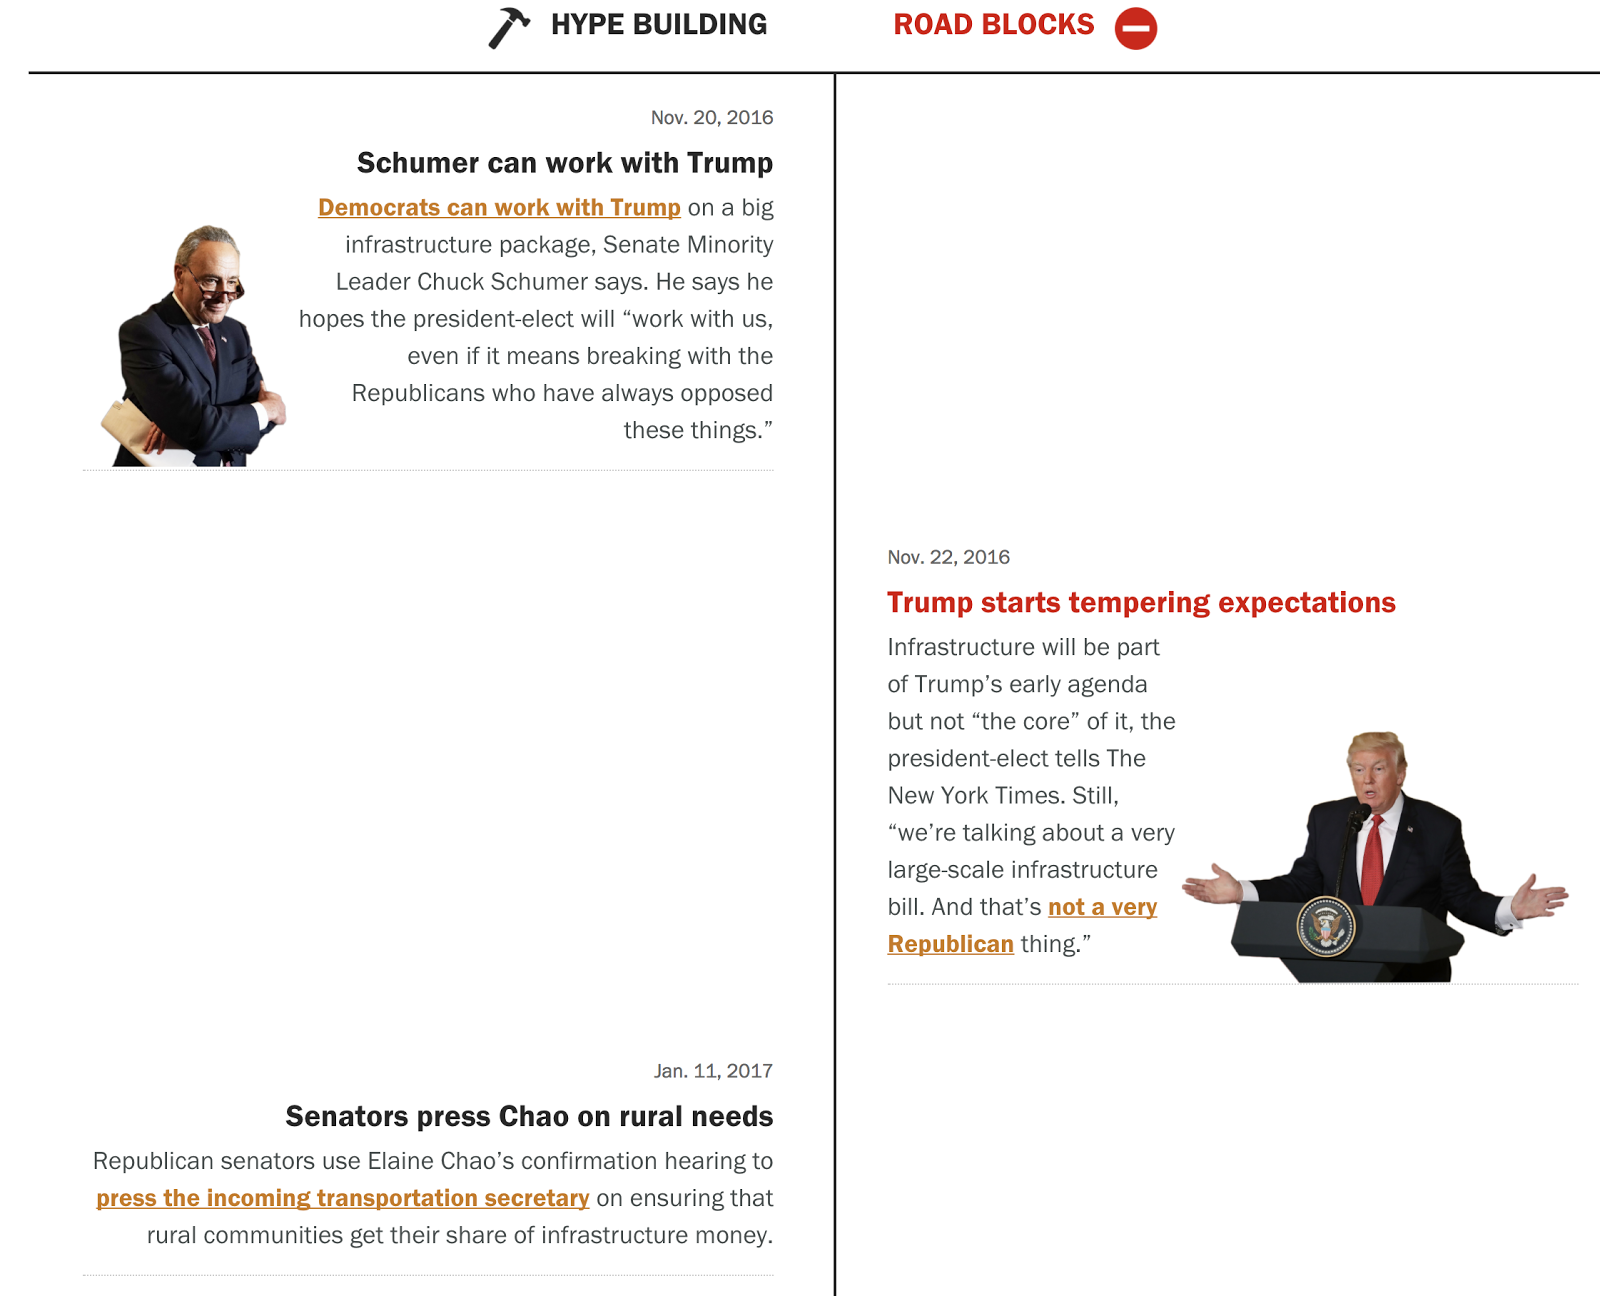 HYPE BUILDING
ROAD BLOCKS
Nov. 20, 2016
Schumer can work with Trump
Democrats can work with Trump on a big
infrastructure package, Senate Minority
Leader Chuck Schumer says. He says he
hopes the president-elect will “work with us,
even if it means breaking with the
Republicans who have always opposed
these things.”
Nov. 22, 2016
Trump starts tempering expectations
Infrastructure will be part
of Trump’s early agenda
but not “the core” of it, the
president-elect tells The
New York Times. Still,
“we’re talking about a very
large-scale infrastructure
bill. And that’s not a very
Republican thing.”
Jan. 11, 2017
Senators press Chao on rural needs
Republican senators use Elaine Chao’s confirmation hearing to
press the incoming transportation secretary on ensuring that
rural communities get their share of infrastructure money.